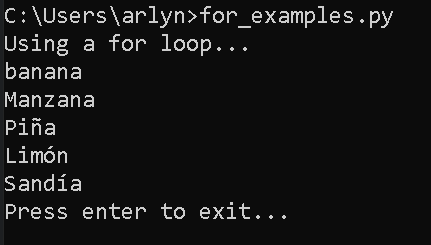 C:\Users\arlyn>for_examples.py
Using a for loop...
banana
Manzana
Piña
Limón
Sandía
Press enter to exit...